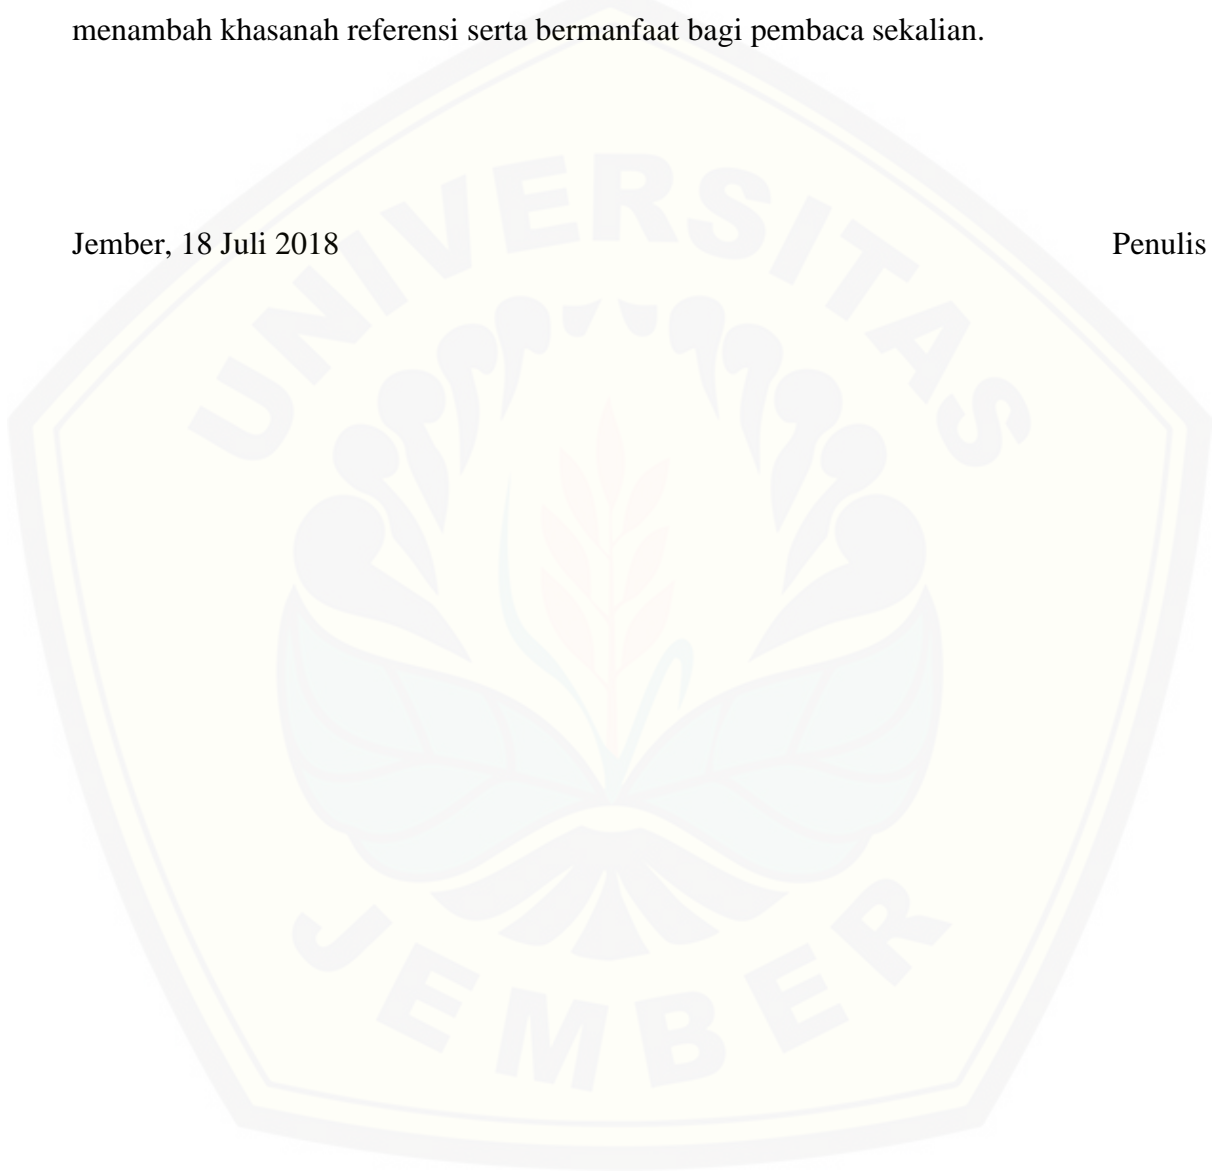 menambah khasanah referensi serta bermanfaat bagi pembaca sekalian.
Jember, 18 Juli 2018 Penulis
UNIVERSITAS
JEMBER